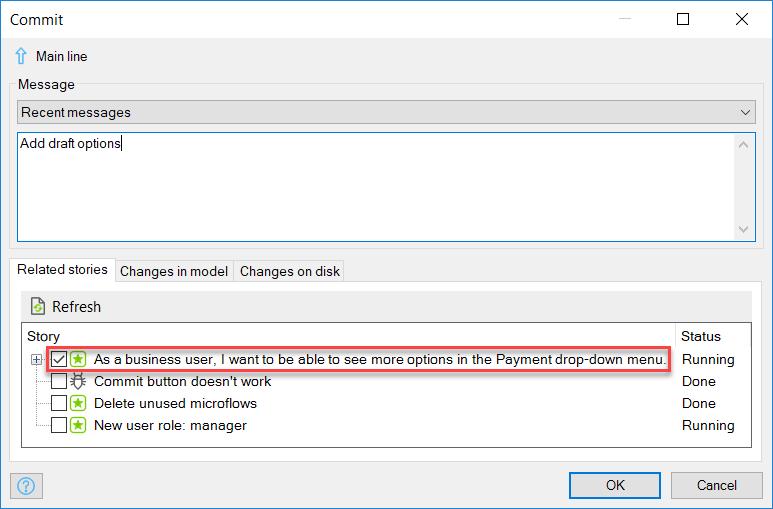 Commit
Main line
Message
Recent messages
Add draft options
Related stories Changes in model Changes on disk
Refresh
Story Status
As a business user, I want to be able to see more options in the Payment drop-down menu. Running
Commit button doesn't work Done
Delete unused microflows Done
New user role: manager Running
? OK Cancel